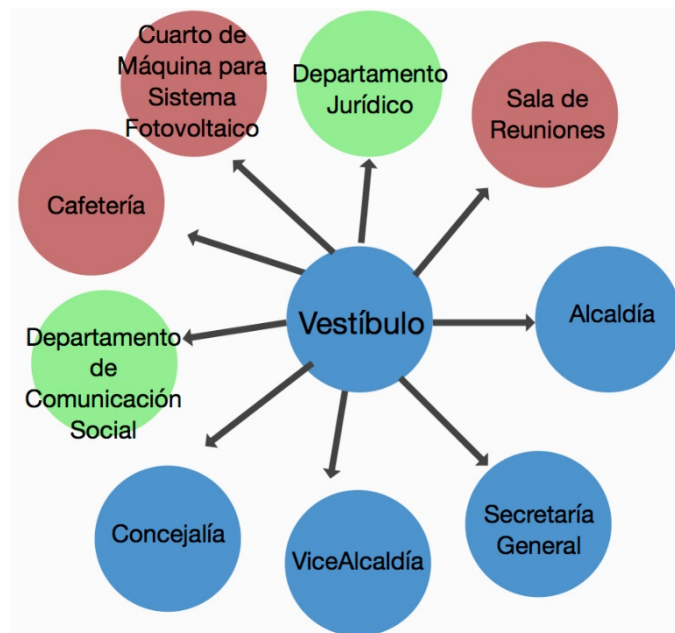 Cuarto de
Máquina para
Sistema
Fotovoltaico
Departamento
Jurídico
Sala de
Reuniones
Cafetería
Vestíbulo
Alcaldía
Departamento
de
Comunicación
Social
Concejalía
ViceAlcaldía
Secretaría
General